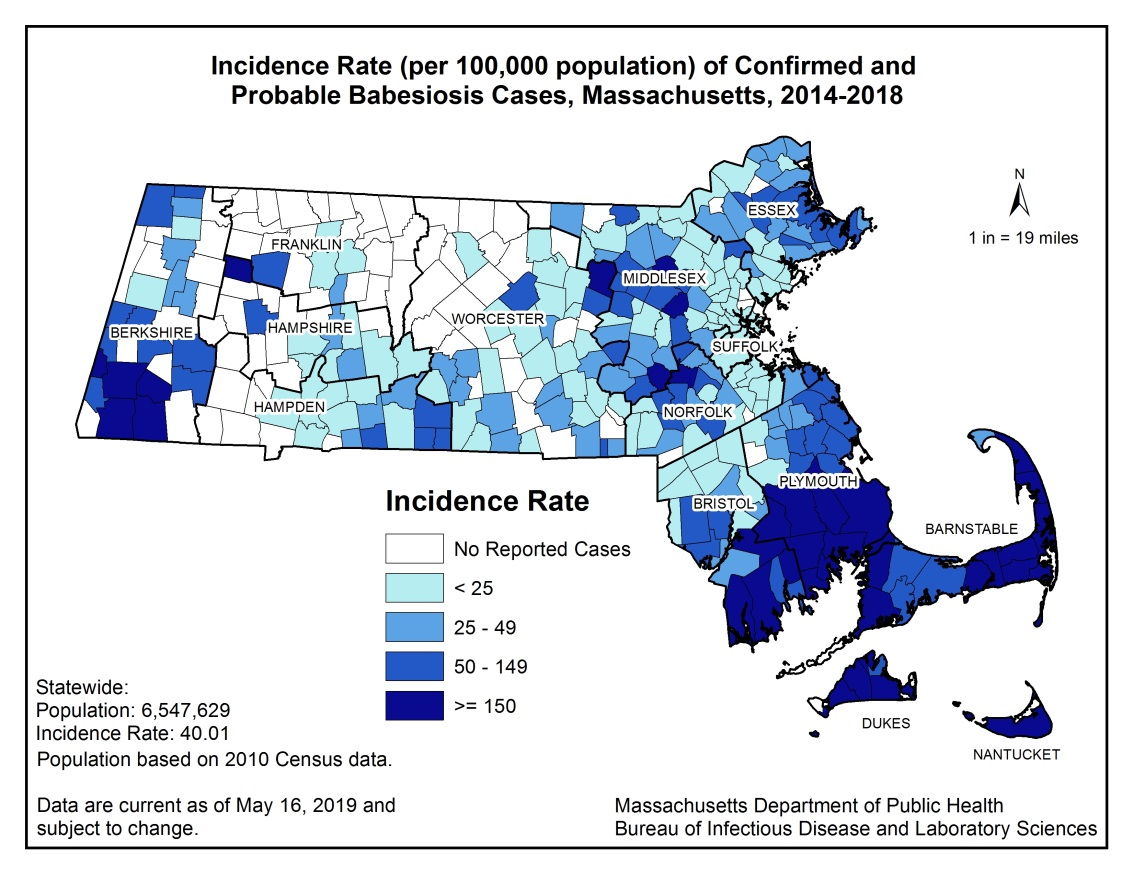 Incidence Rate (per 100,000 population) of Confirmed and
Probable Babesiosis Cases, Massachusetts, 2014-2018
N
1 in = 19 miles
ESSEX
FRANKLIN
MIDDLESEX
WORCESTER
HAMPSHIRE
BERKSHIRE
SUFFOLK
HAMPDEN
NORFOLK
PLYMOUTH
BRISTOL
BARNSTABLE
DUKES
NANTUCKET
Incidence Rate
No Reported Cases
< 25
25 - 49
50 - 149
>= 150
Statewide:
Population: 6,547,629
Incidence Rate: 40.01
Population based on 2010 Census data.
Data are current as of May 16, 2019 and
subject to change.
Massachusetts Department of Public Health
Bureau of Infectious Disease and Laboratory Sciences